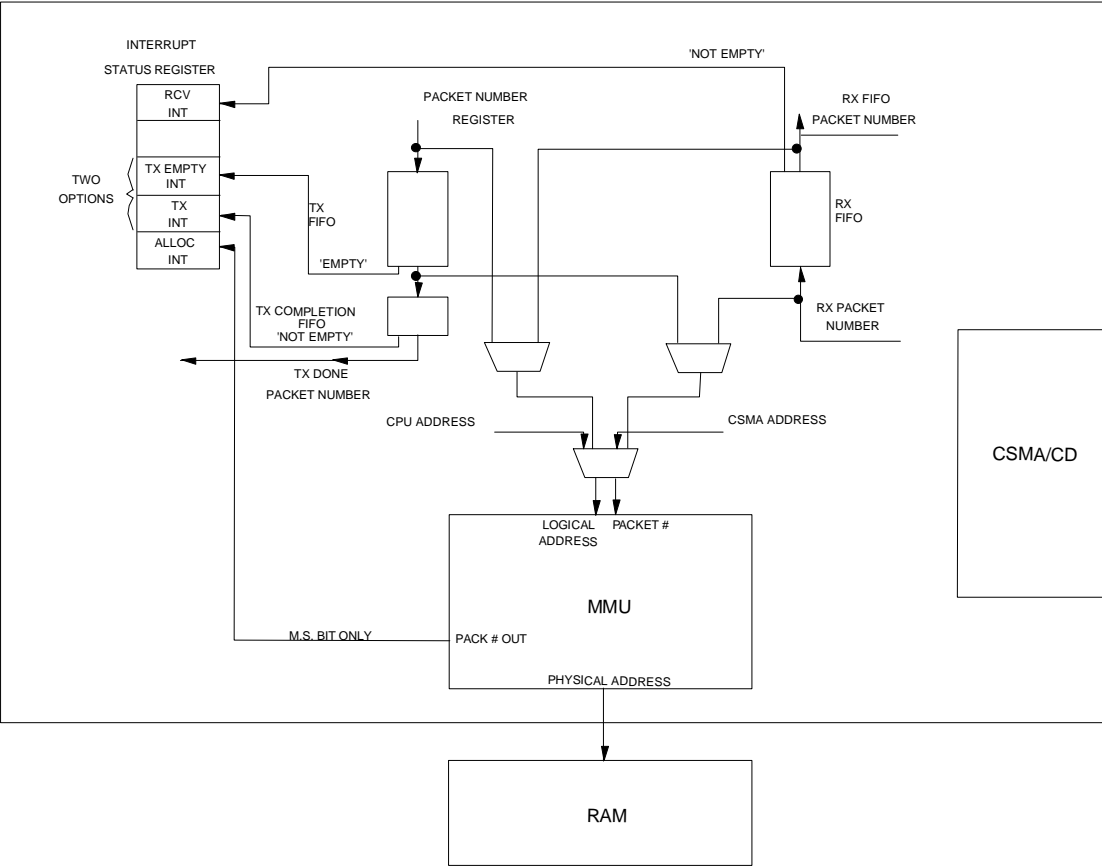 INTERRUPT
STATUS REGISTER
'NOT EMPTY'
RCV
INT
PACKET NUMBER
REGISTER
RX FIFO
PACKET NUMBER
TWO
OPTIONS
TX EMPTY
INT
TX
INT
ALLOC
INT
TX
FIFO
RX
FIFO
'EMPTY'
TX COMPLETION
FIFO
'NOT EMPTY'
RX PACKET
NUMBER
TX DONE
PACKET NUMBER
CPU ADDRESS
CSMA ADDRESS
CSMA/CD
LOGICAL
ADDRESS
PACKET #
MMU
M.S. BIT ONLY
PACK # OUT
PHYSICAL ADDRESS
RAM